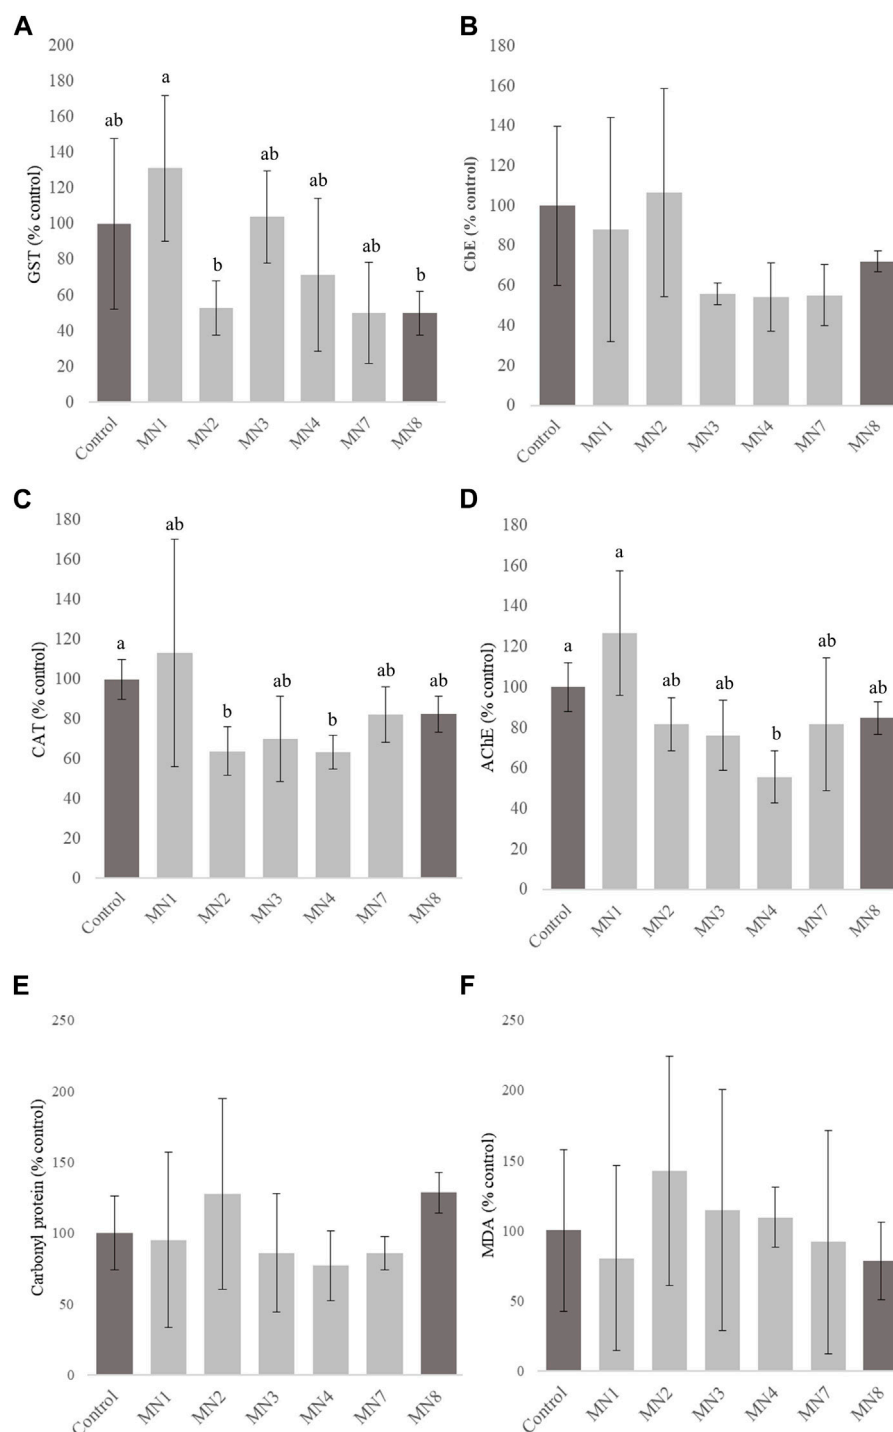 A
GST (% control)
200
180
160
140
120
100
80
60
40
20
0
ab
a
b
ab
ab
ab
b
Control
MN1
MN2
MN3
MN4
MN7
MN8
B
CbE (% control)
180
160
140
120
100
80
60
40
20
0
Control
MN1
MN2
MN3
MN4
MN7
MN8
C
CAT (% control)
180
160
140
120
100
80
60
40
20
0
a
ab
b
ab
b
ab
ab
Control
MN1
MN2
MN3
MN4
MN7
MN8
D
AChE (% control)
180
160
140
120
100
80
60
40
20
0
a
a
ab
ab
b
ab
ab
Control
MN1
MN2
MN3
MN4
MN7
MN8
E
Carbonyl protein (% control)
250
200
150
100
50
0
Control
MN1
MN2
MN3
MN4
MN7
MN8
F
MDA (% control)
250
200
150
100
50
0
Control
MN1
MN2
MN3
MN4
MN7
MN8